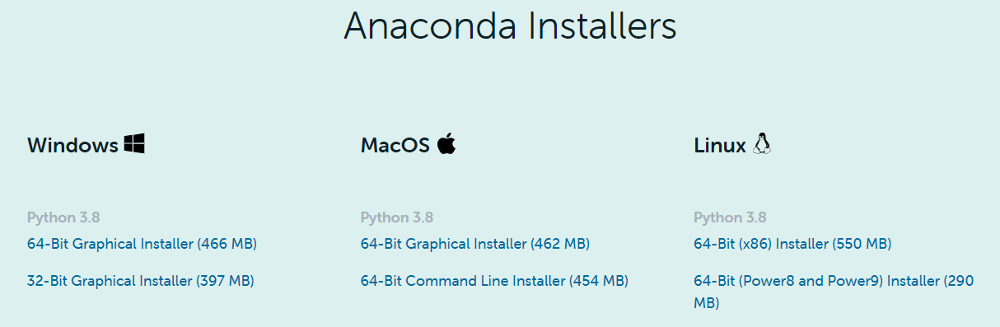 Anaconda Installers
Windows
Python 3.8
64-Bit Graphical Installer (466 MB)
32-Bit Graphical Installer (397 MB)
MacOS
Python 3.8
64-Bit Graphical Installer (462 MB)
64-Bit Command Line Installer (454 MB)
Linux
Python 3.8
64-Bit (x86) Installer (550 MB)
64-Bit (Power8 and Power9) Installer (290
MB)